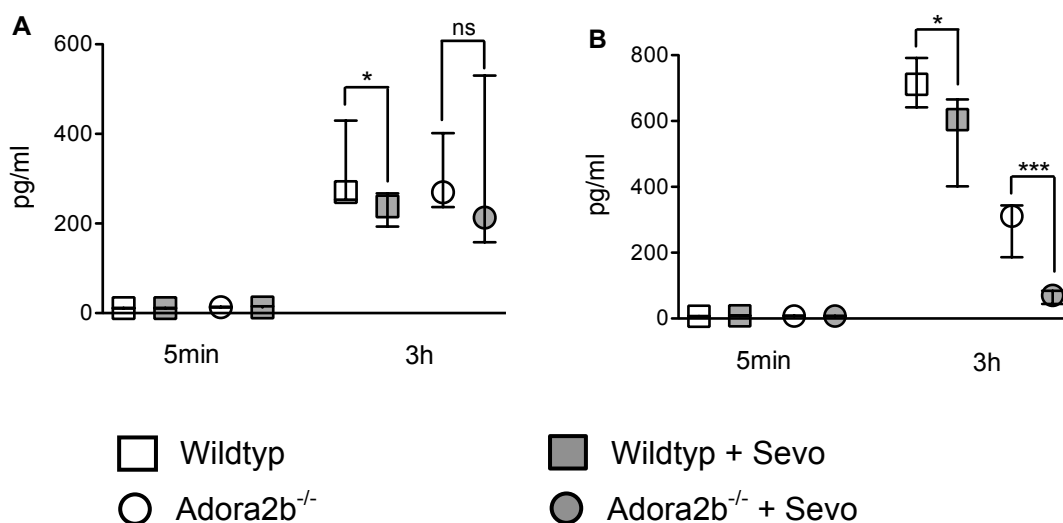 A
600
400
200
0
pg/ml
*
ns
5min
3h
B
800
600
400
200
0
pg/ml
*
***
5min
3h
Wildtyp
Wildtyp + Sevo
Adora2b-/-
Adora2b-/- + Sevo